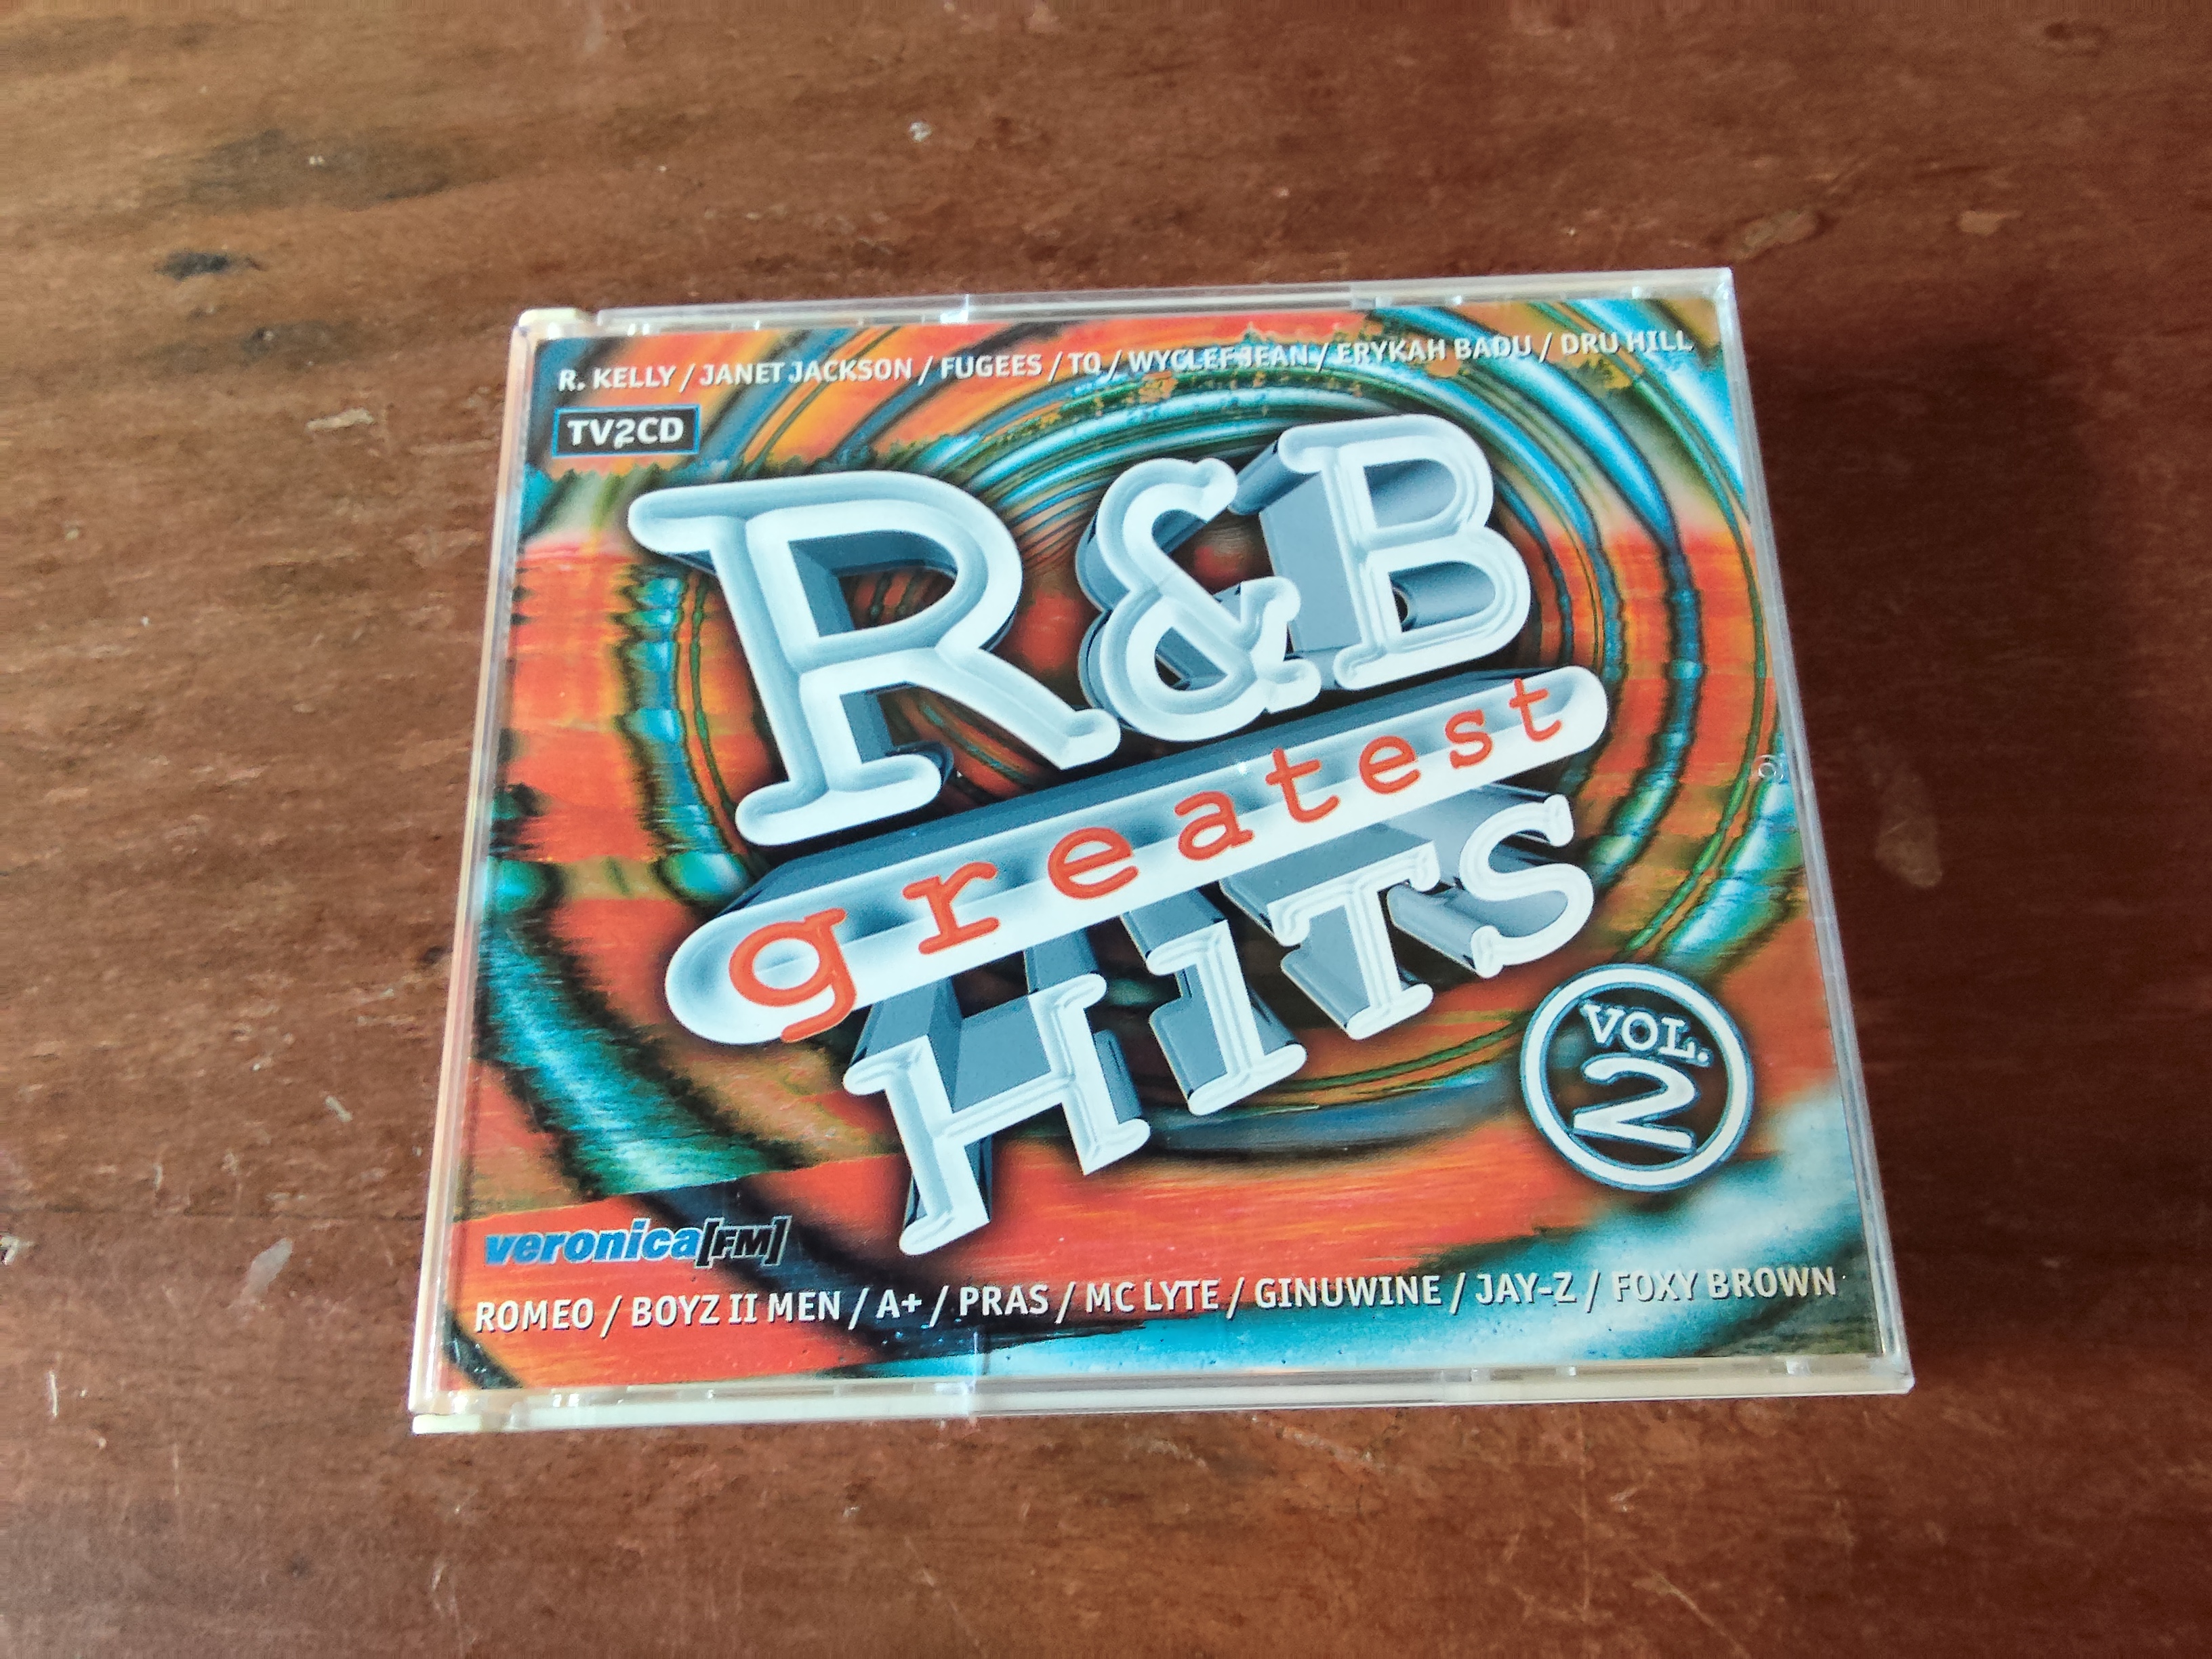 R. KELLY / JANET JACKSON / FUGEES / TQ / WYCLEF JEAN / ERYKAH BADU / DRU HILL
TV2CD
R&B
greatest
HITS
VOL.
2
veronica[FM]
ROMEO / BOYZ II MEN / A+ / PRAS / MC LYTE / GINUWINE / JAY-Z / FOXY BROWN